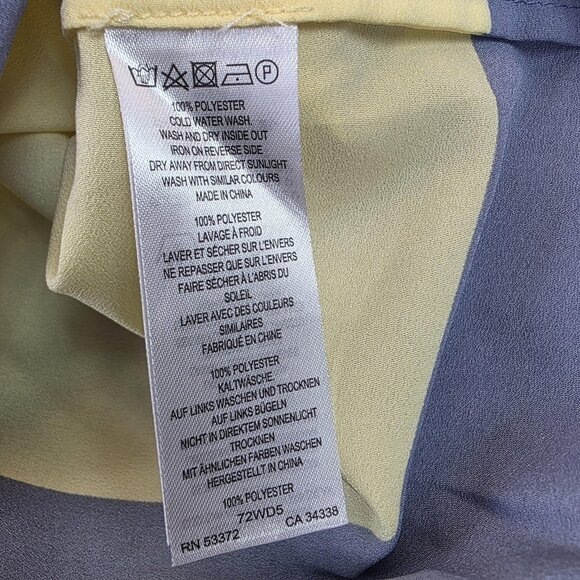 P
100% POLYESTER
COLD WATER WASH,
WASH AND DRY INSIDE OUT
IRON ON REVERSE SIDE
DRY AWAY FROM DIRECT SUNLIGHT
WASH WITH SIMILAR COLOURS
MADE IN CHINA
100% POLYESTER
LAVAGE À FROID
LAVER ET SÉCHER SUR L'ENVERS
NE REPASSER QUE SUR L'ENVERS
FAIRE SÉCHER À L'ABRIS DU
SOLEIL
LAVER AVEC DES COULEURS
SIMILAIRES
FABRIQUÉ EN CHINE
100% POLYESTER
KALTWÄSCHE,
AUF LINKS WASCHEN UND TROCKNEN
AUF LINKS BÜGELN
NICHT IN DIREKTEM SONNENLICHT
TROCKNEN
MIT ÄHNLICHEN FARBEN WASCHEN
HERGESTELLT IN CHINA
100% POLYESTER
72WD5
RN 53372 CA 34338